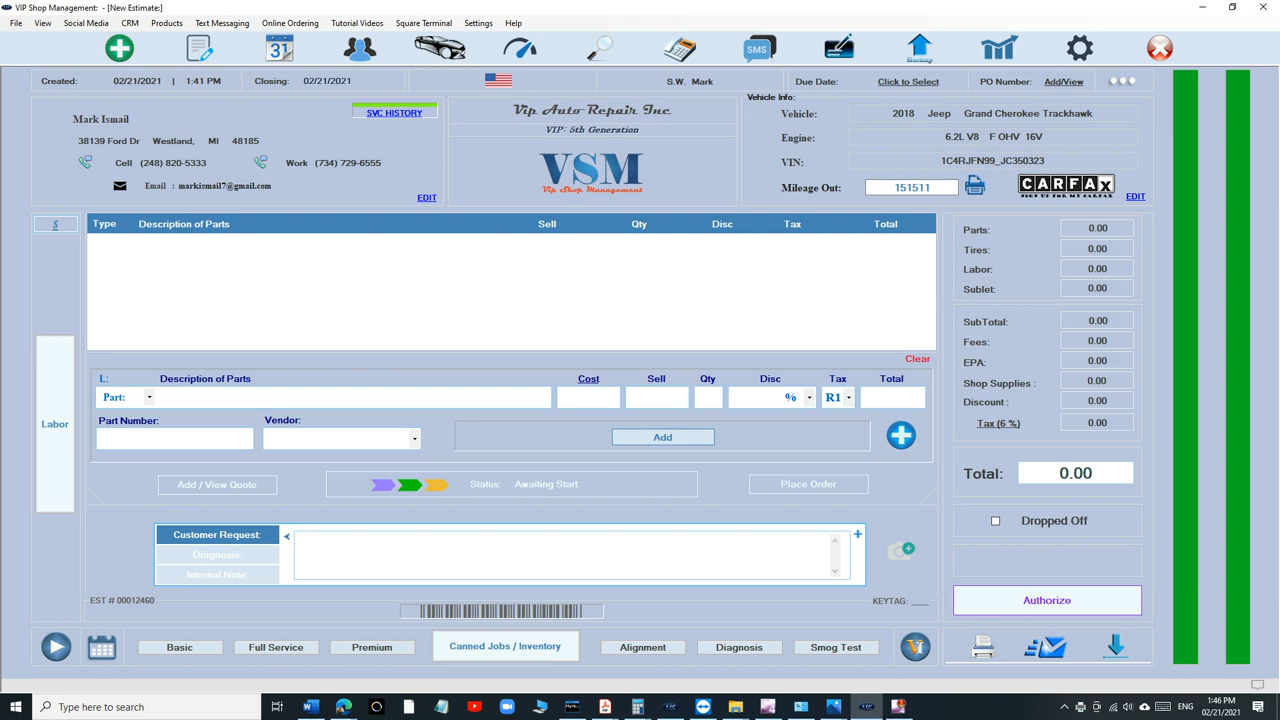 VIP Shop Management: - [New Estimate:]
File View Social Media CRM Products Text Messaging Online Ordering Tutorial Videos Square Terminal Settings Help
31 SMS Backup
Created: 02/21/2021 | 1:41 PM Closing: 02/21/2021 S.W. Mark Due Date: Click to Select PO Number: Add/View
Mark Ismail
SVC HISTORY
38139 Ford Dr Westland, MI 48185
Cell (248) 820-5333 Work (734) 729-6555
Email : markismail7@gmail.com
EDIT
Vip Auto Repair Inc
VIP: 5th Generation
VSM
Vip Shop Management
Vehicle Info:
Vehicle: 2018 Jeep Grand Cherokee Trackhawk
Engine: 6.2L V8 F OHV 16V
VIN: 1C4RJFN99_JC350323
Mileage Out: 151511
CARFAX
SIGN UP FOR MY CARFAX
EDIT
$
Type Description of Parts Sell Qty Disc Tax Total
Clear
Labor
L: Description of Parts Cost Sell Qty Disc Tax Total
Part: % R1
Part Number: Vendor:
Add
Add / View Quote Status: Awaiting Start Place Order
Customer Request:
Diagnosis:
Internal Note:
EST # 00012460 KEYTAG: ___
Parts: 0.00
Tires: 0.00
Labor: 0.00
Sublet: 0.00
SubTotal: 0.00
Fees: 0.00
EPA: 0.00
Shop Supplies : 0.00
Discount : 0.00
Tax (6 %) 0.00
Total: 0.00
Dropped Off
Authorize
Basic Full Service Premium Canned Jobs / Inventory Alignment Diagnosis Smog Test
Type here to search
ENG
1:46 PM
02/21/2021